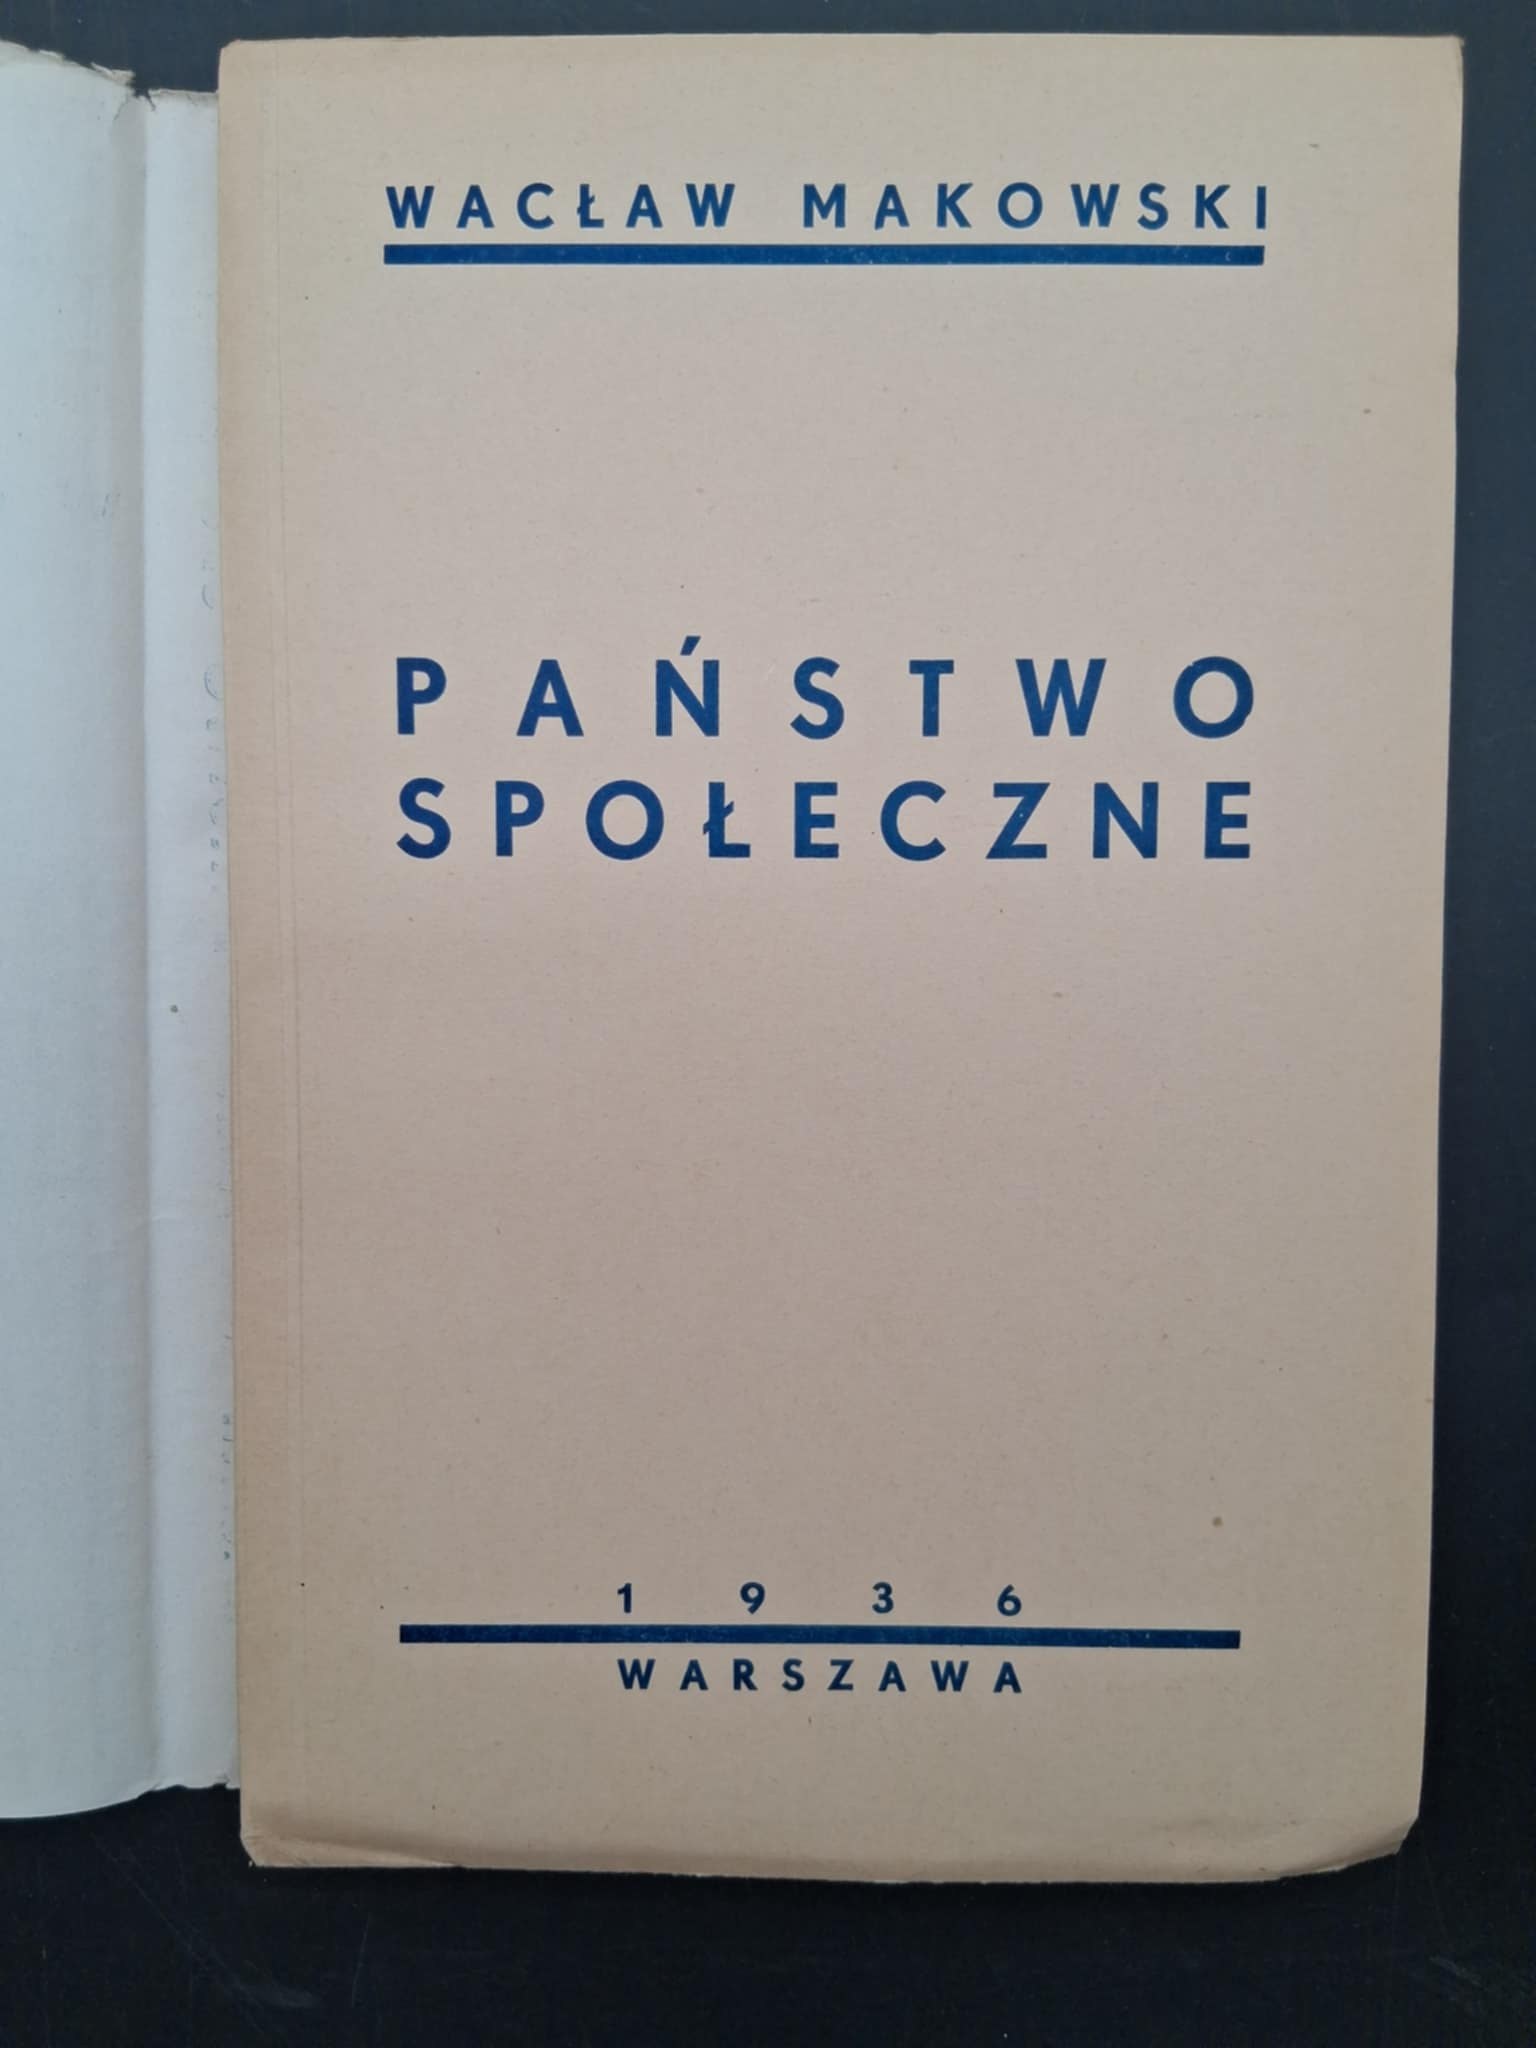 WACŁAW MAKOWSKI
PAŃSTWO
SPOŁECZNE
1936
WARSZAWA